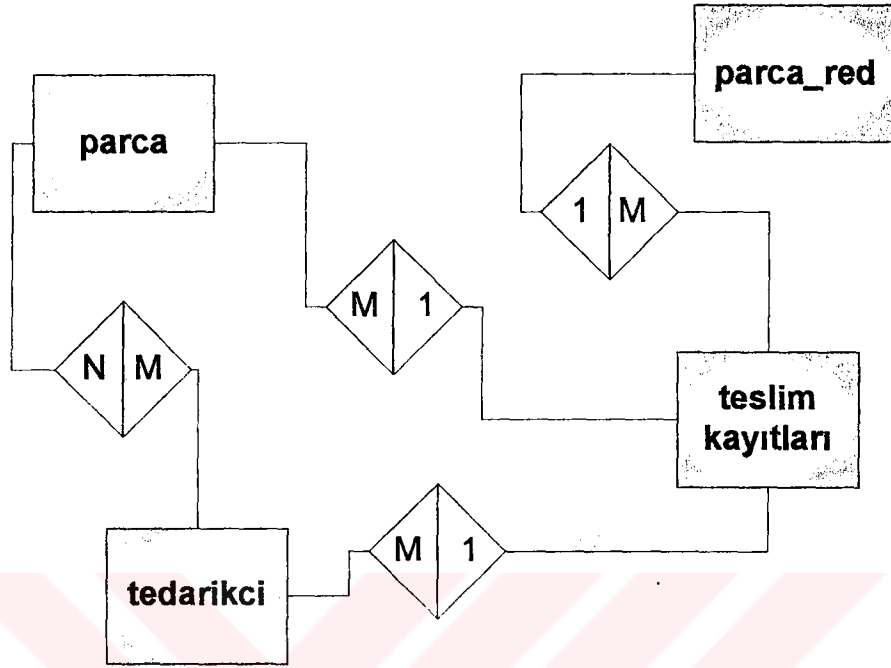 parca_red
parca
1 M
M 1
N M
teslim
kayıtları
M 1
tedarikci